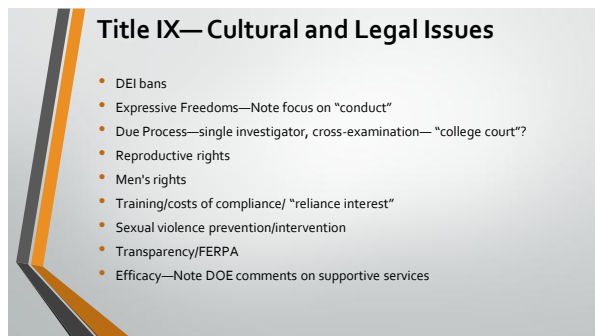 Title IX—Cultural and Legal Issues
• DEI bans
• Expressive Freedoms—Note focus on “conduct”
• Due Process—single investigator, cross-examination— “college court”?
• Reproductive rights
• Men's rights
• Training/costs of compliance/ “reliance interest”
• Sexual violence prevention/intervention
• Transparency/FERPA
• Efficacy—Note DOE comments on supportive services